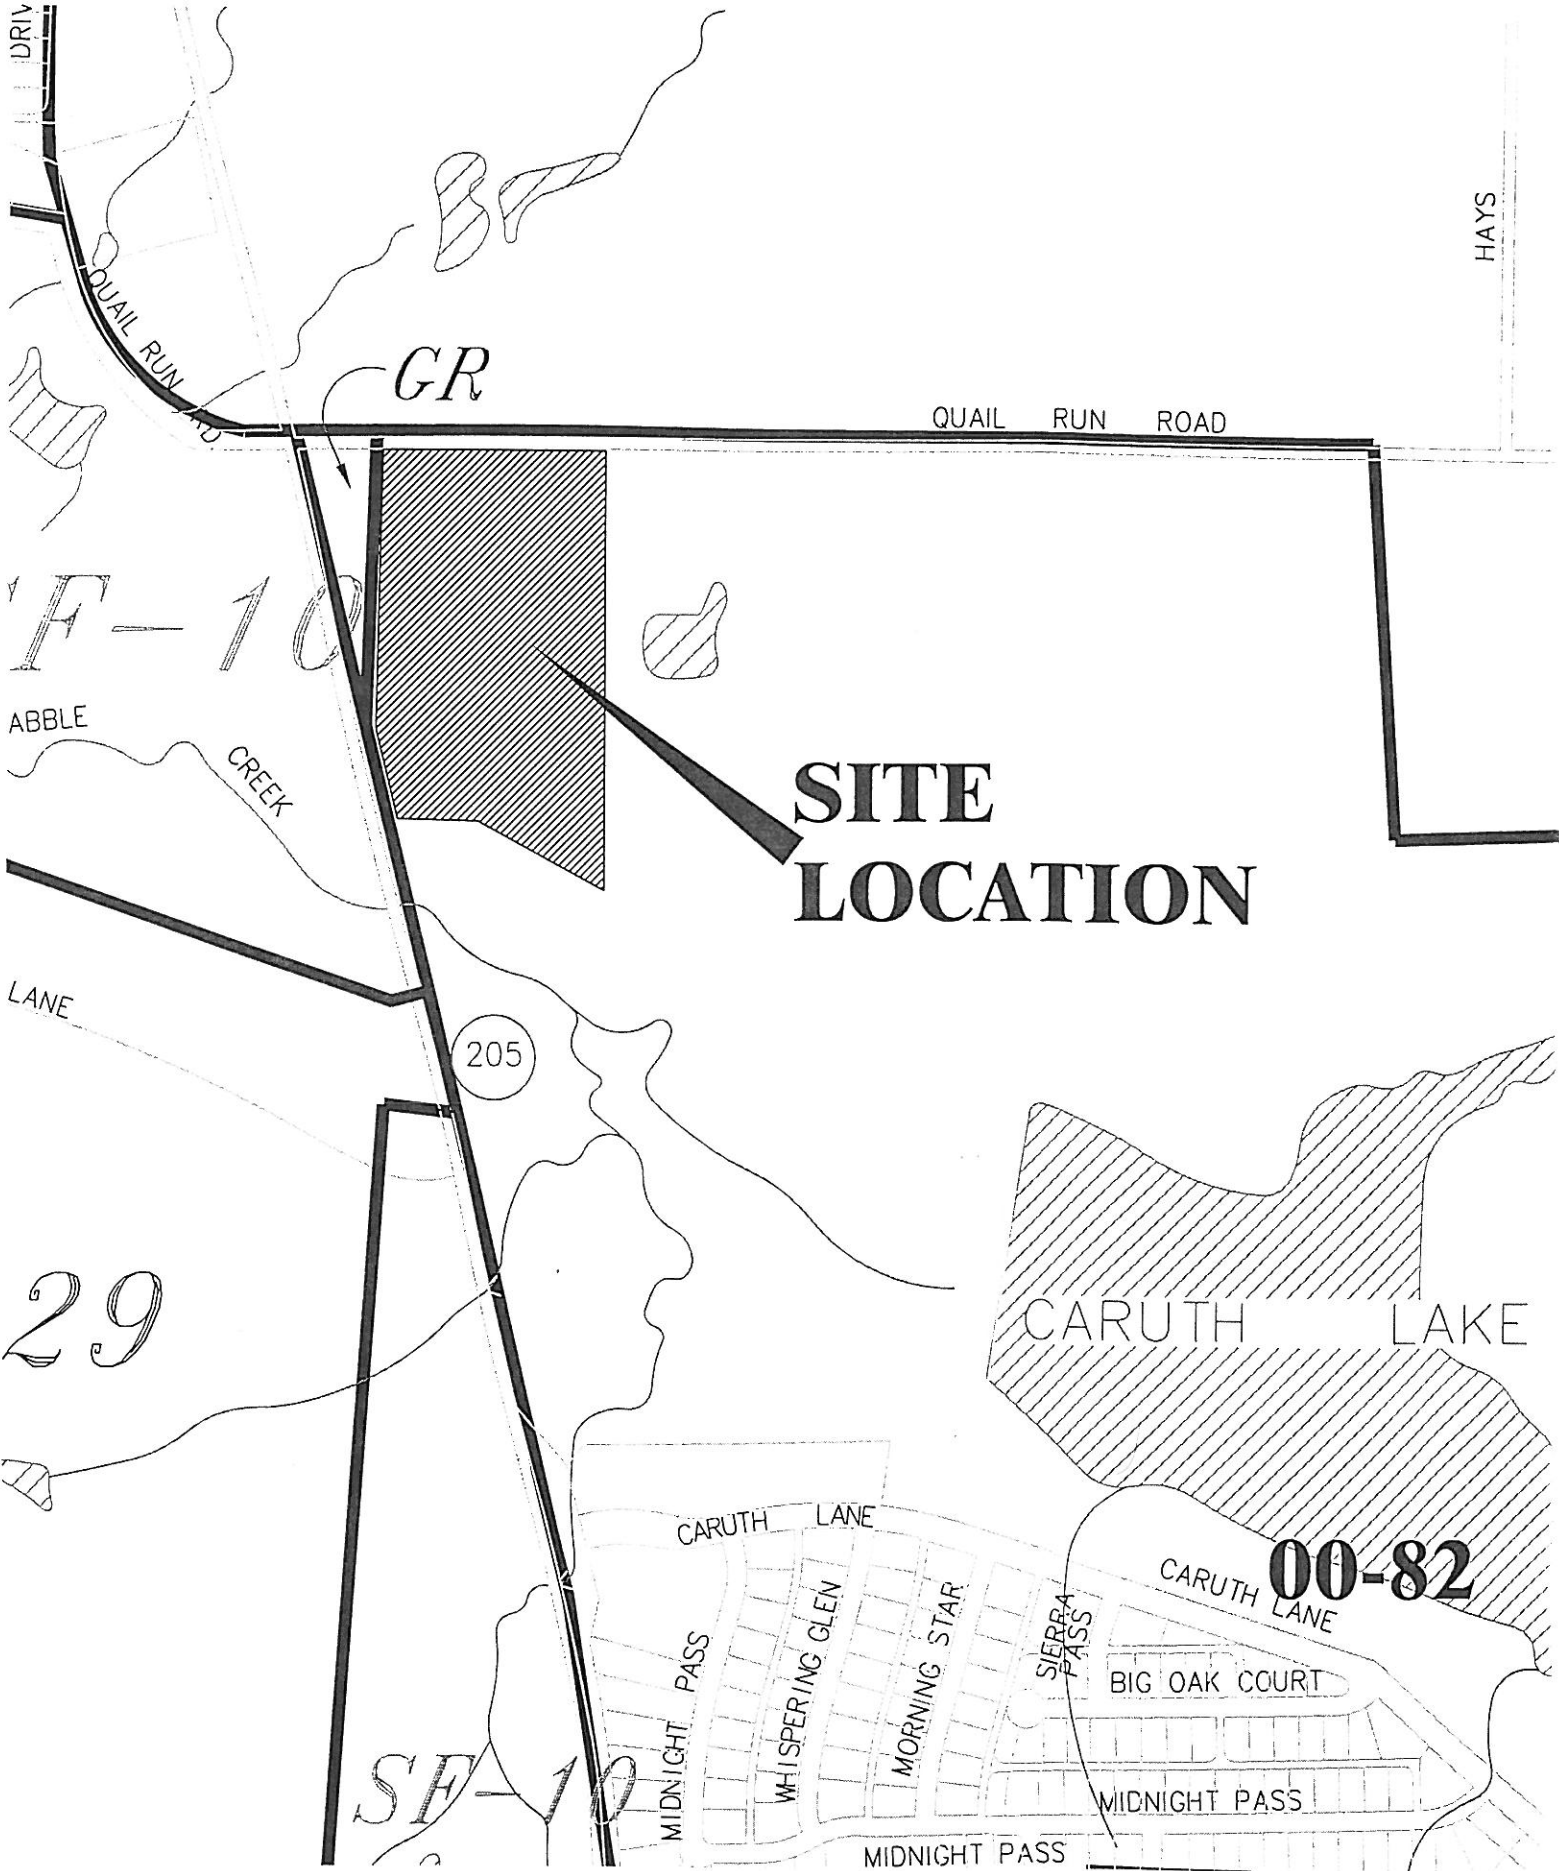 DRIV
HAYS
QUAIL RUN RD
GR
QUAIL RUN ROAD
F-10
ABBLE
CREEK
SITE
LOCATION
LANE
205
29
CARUTH LAKE
CARUTH LANE
00-82
CARUTH LANE
SIERRA
PASS
MIDNIGHT PASS
WHISPERING GLEN
MORNING STAR
BIG OAK COURT
SF-10
MIDNIGHT PASS
MIDNIGHT PASS